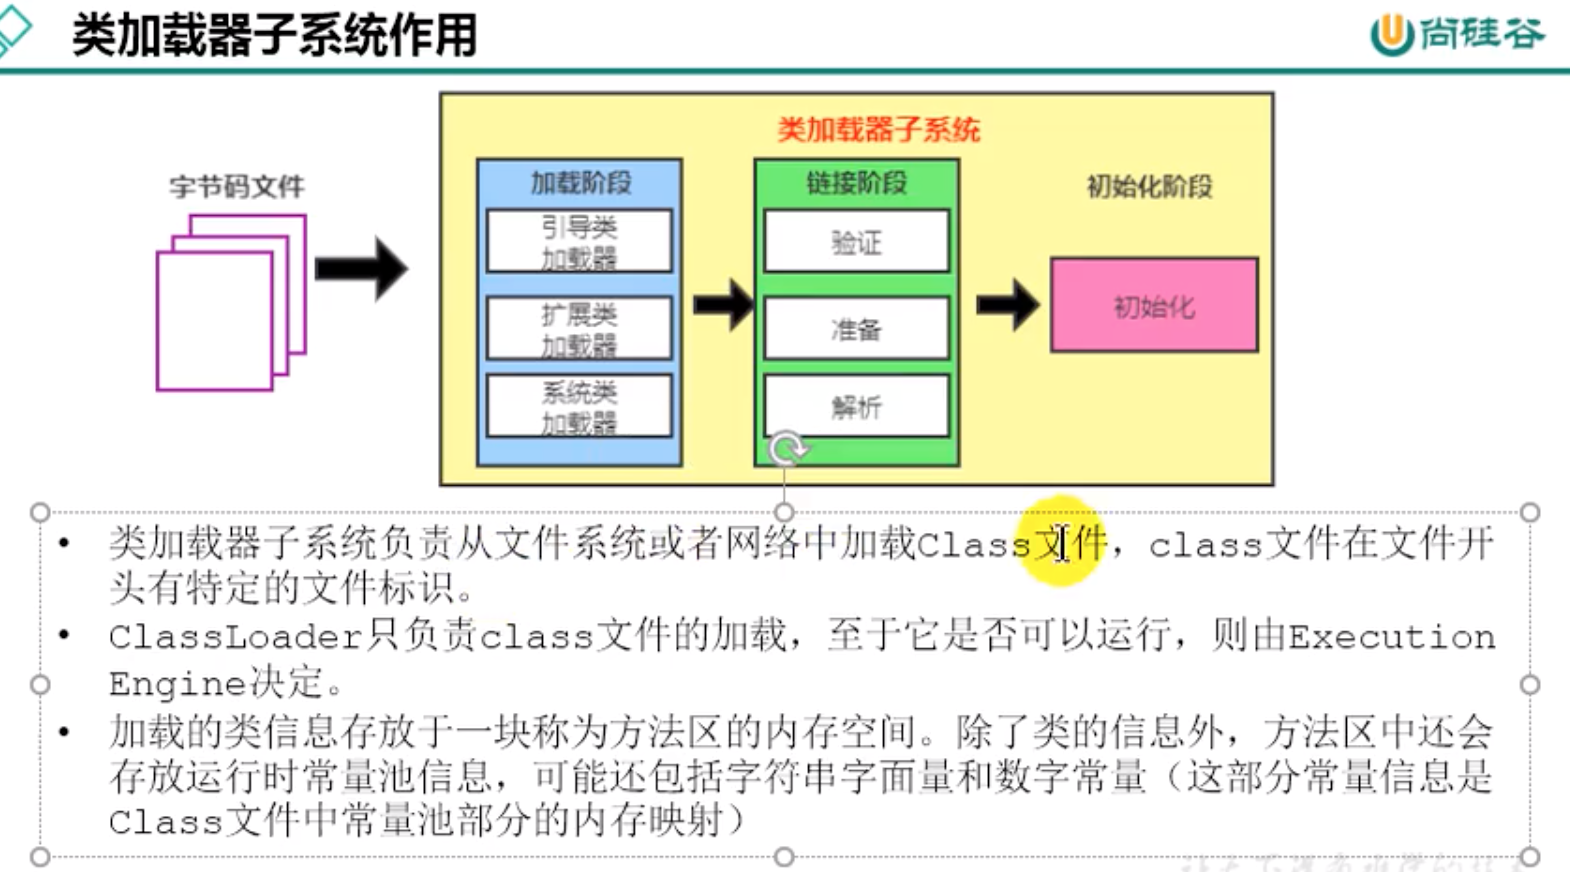 类加载器子系统作用
尚硅谷
类加载器子系统
字节码文件
加载阶段
引导类
加载器
扩展类
加载器
系统类
加载器
链接阶段
验证
准备
解析
初始化阶段
初始化
• 类加载器子系统负责从文件系统或者网络中加载Class文件，class文件在文件开
头有特定的文件标识。
• ClassLoader只负责class文件的加载，至于它是否可以运行，则由Execution
Engine决定。
• 加载的类信息存放于一块称为方法区的内存空间。除了类的信息外，方法区中还会
存放运行时常量池信息，可能还包括字符串字面量和数字常量（这部分常量信息是
Class文件中常量池部分的内存映射）